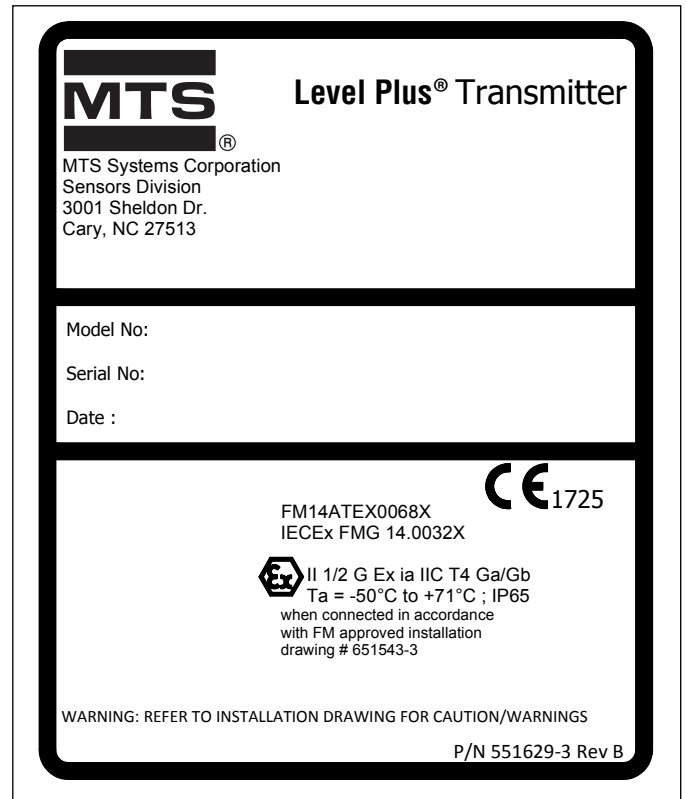 MTS
®
Level Plus® Transmitter
MTS Systems Corporation
Sensors Division
3001 Sheldon Dr.
Cary, NC 27513
Model No:
Serial No:
Date :
CE 1725
FM14ATEX0068X
IECEx FMG 14.0032X
Ex II 1/2 G Ex ia IIC T4 Ga/Gb
Ta = -50°C to +71°C ; IP65
when connected in accordance
with FM approved installation
drawing # 651543-3
WARNING: REFER TO INSTALLATION DRAWING FOR CAUTION/WARNINGS
P/N 551629-3 Rev B